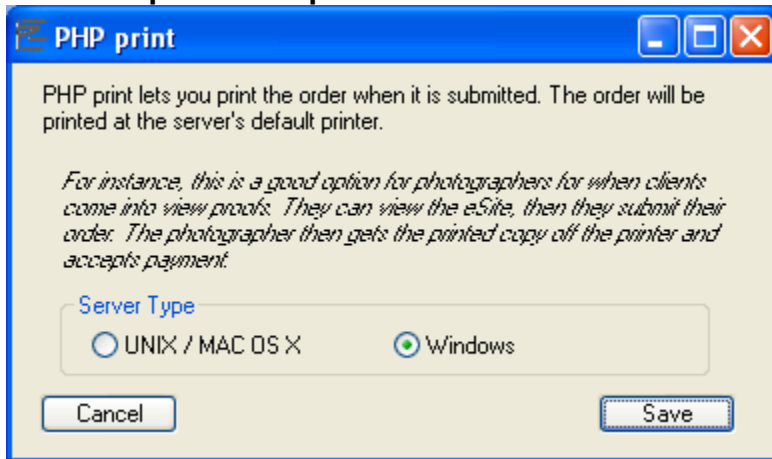 PHP print
PHP print lets you print the order when it is submitted. The order will be
printed at the server's default printer.
For instance, this is a good option for photographers for when clients
come into view proofs. They can view the eSite, then they submit their
order. The photographer then gets the printed copy off the printer and
accepts payment.
Server Type
UNIX / MAC OS X Windows
Cancel Save